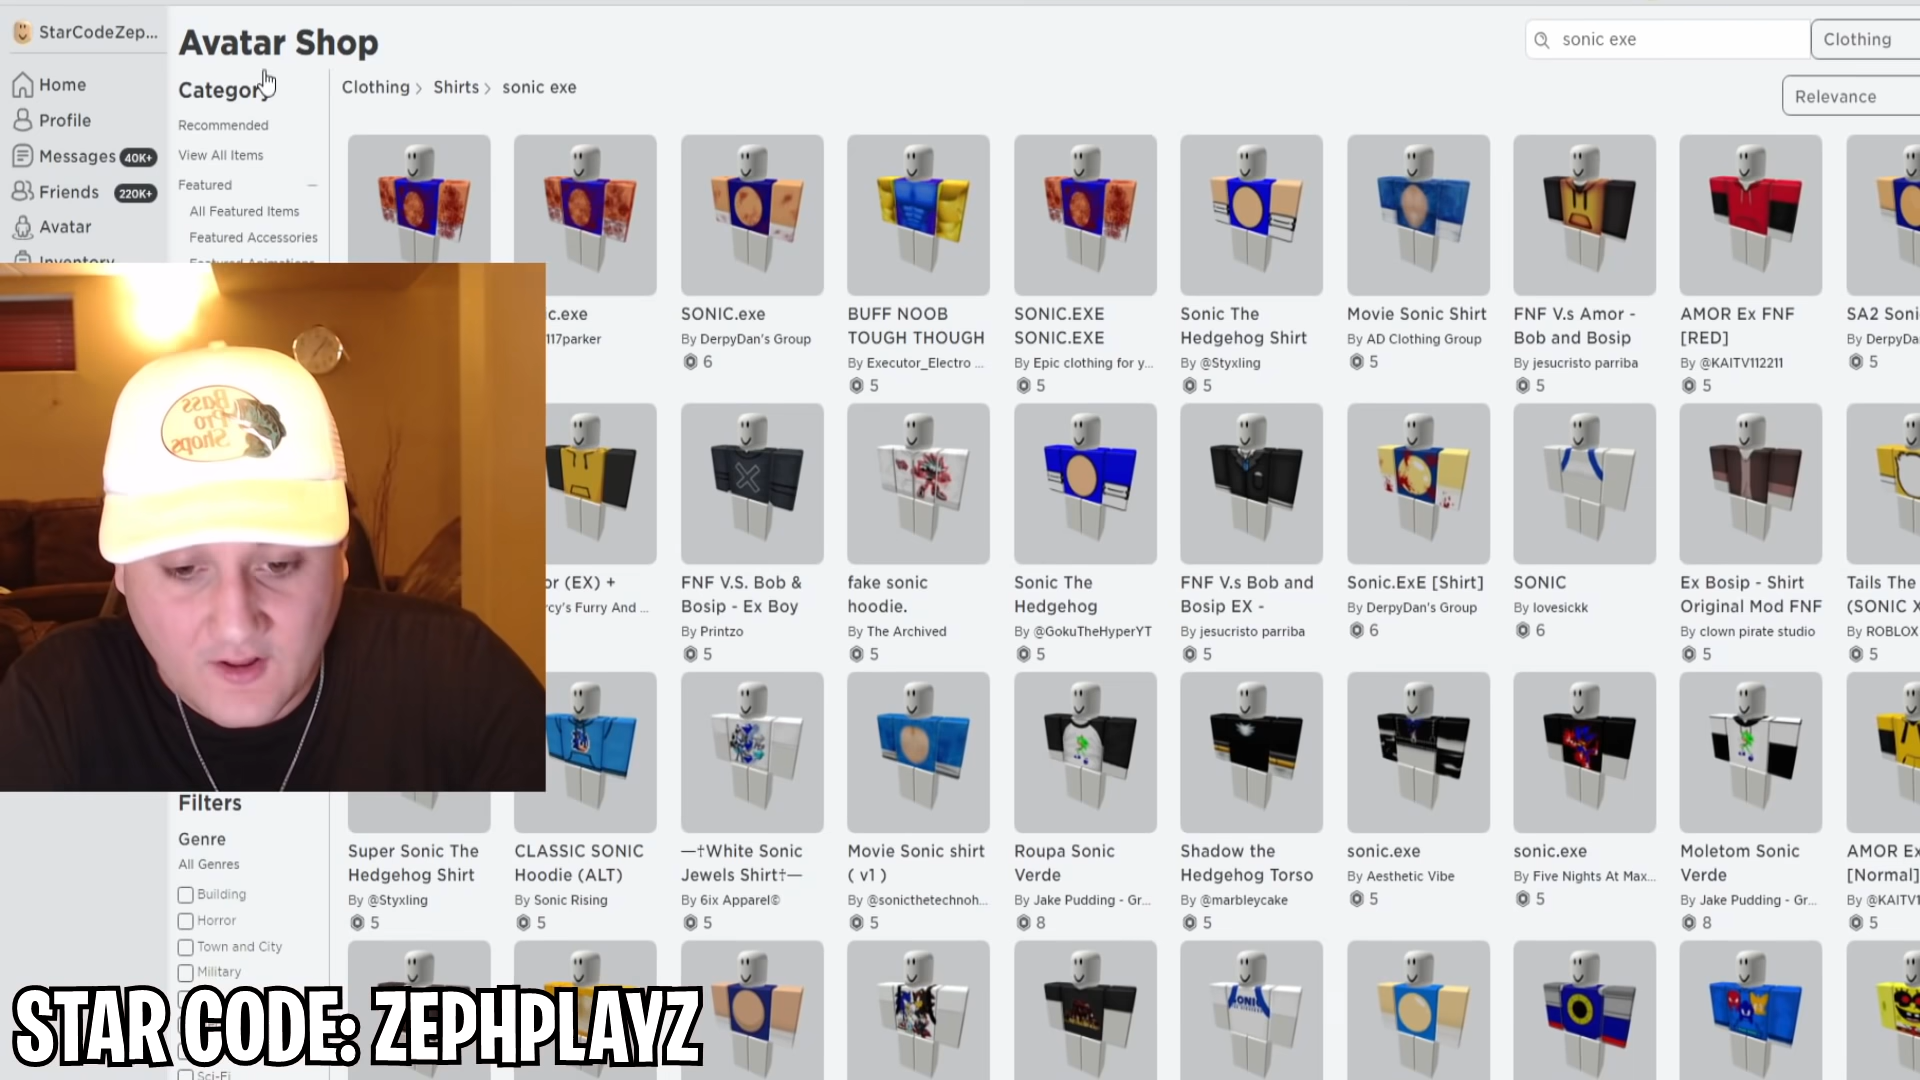 StarCodeZep...
Avatar Shop
sonic exe
Clothing
Home
Profile
Messages 40K+
Friends 220K+
Avatar
Inventory
Category
Recommended
View All Items
Featured
All Featured Items
Featured Accessories
Featured Animations
Clothing > Shirts > sonic exe
Relevance
c.exe
117parker
SONIC.exe
By DerpyDan's Group
6
BUFF NOOB
TOUGH THOUGH
By Executor_Electro ...
5
SONIC.EXE
SONIC.EXE
By Epic clothing for y...
5
Sonic The
Hedgehog Shirt
By @Styxling
5
Movie Sonic Shirt
By AD Clothing Group
5
FNF V.s Amor -
Bob and Bosip
By jesucristo parriba
5
AMOR Ex FNF
[RED]
By @KAITV112211
5
SA2 Soni
By DerpyDa
5
Bass
Pro
Shops
or (EX) +
rcy's Furry And ...
FNF V.S. Bob &
Bosip - Ex Boy
By Printzo
5
fake sonic
hoodie.
By The Archived
5
Sonic The
Hedgehog
By @GokuTheHyperYT
5
FNF V.s Bob and
Bosip EX -
By jesucristo parriba
5
Sonic.ExE [Shirt]
By DerpyDan's Group
6
SONIC
By lovesickk
6
Ex Bosip - Shirt
Original Mod FNF
By clown pirate studio
5
Tails The
(SONIC X
By ROBLOX
5
Super Sonic The
Hedgehog Shirt
By @Styxling
5
CLASSIC SONIC
Hoodie (ALT)
By Sonic Rising
5
—†White Sonic
Jewels Shirt†—
By 6ix Apparel©
5
Movie Sonic shirt
( v1 )
By @sonicthetechnoh...
5
Roupa Sonic
Verde
By Jake Pudding - Gr...
8
Shadow the
Hedgehog Torso
By @marbleycake
5
sonic.exe
By Aesthetic Vibe
5
sonic.exe
By Five Nights At Max...
5
Moletom Sonic
Verde
By Jake Pudding - Gr...
8
AMOR Ex
[Normal]
By @KAITV1
5
Filters
Genre
All Genres
Building
Horror
Town and City
Military
Sci-Fi
STAR CODE: ZEPHPLAYZ